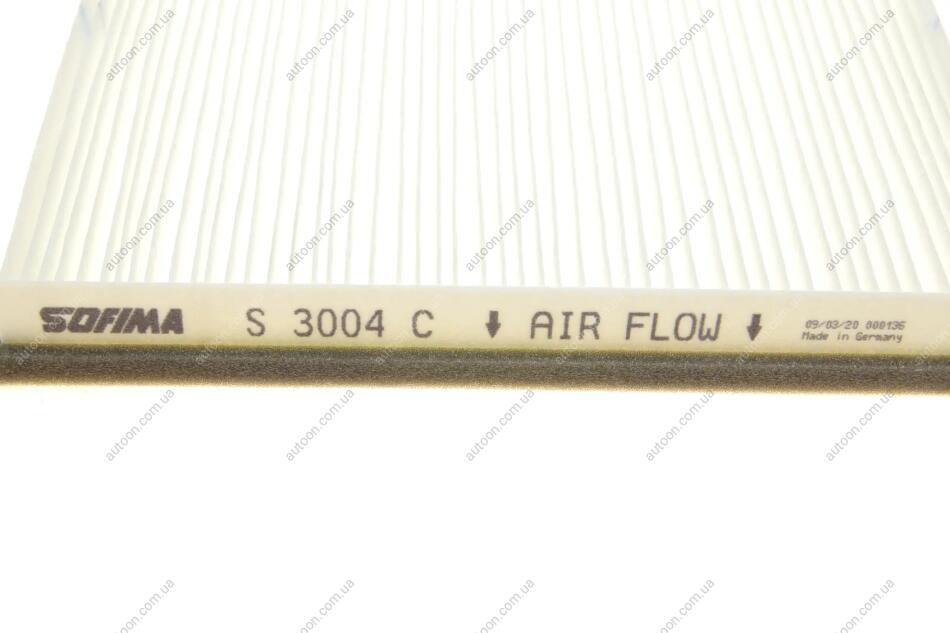 SOFIMA S 3004 C ⬇ AIR FLOW ⬇ 09/03/20 000136
Made in Germany
autoon.com.ua